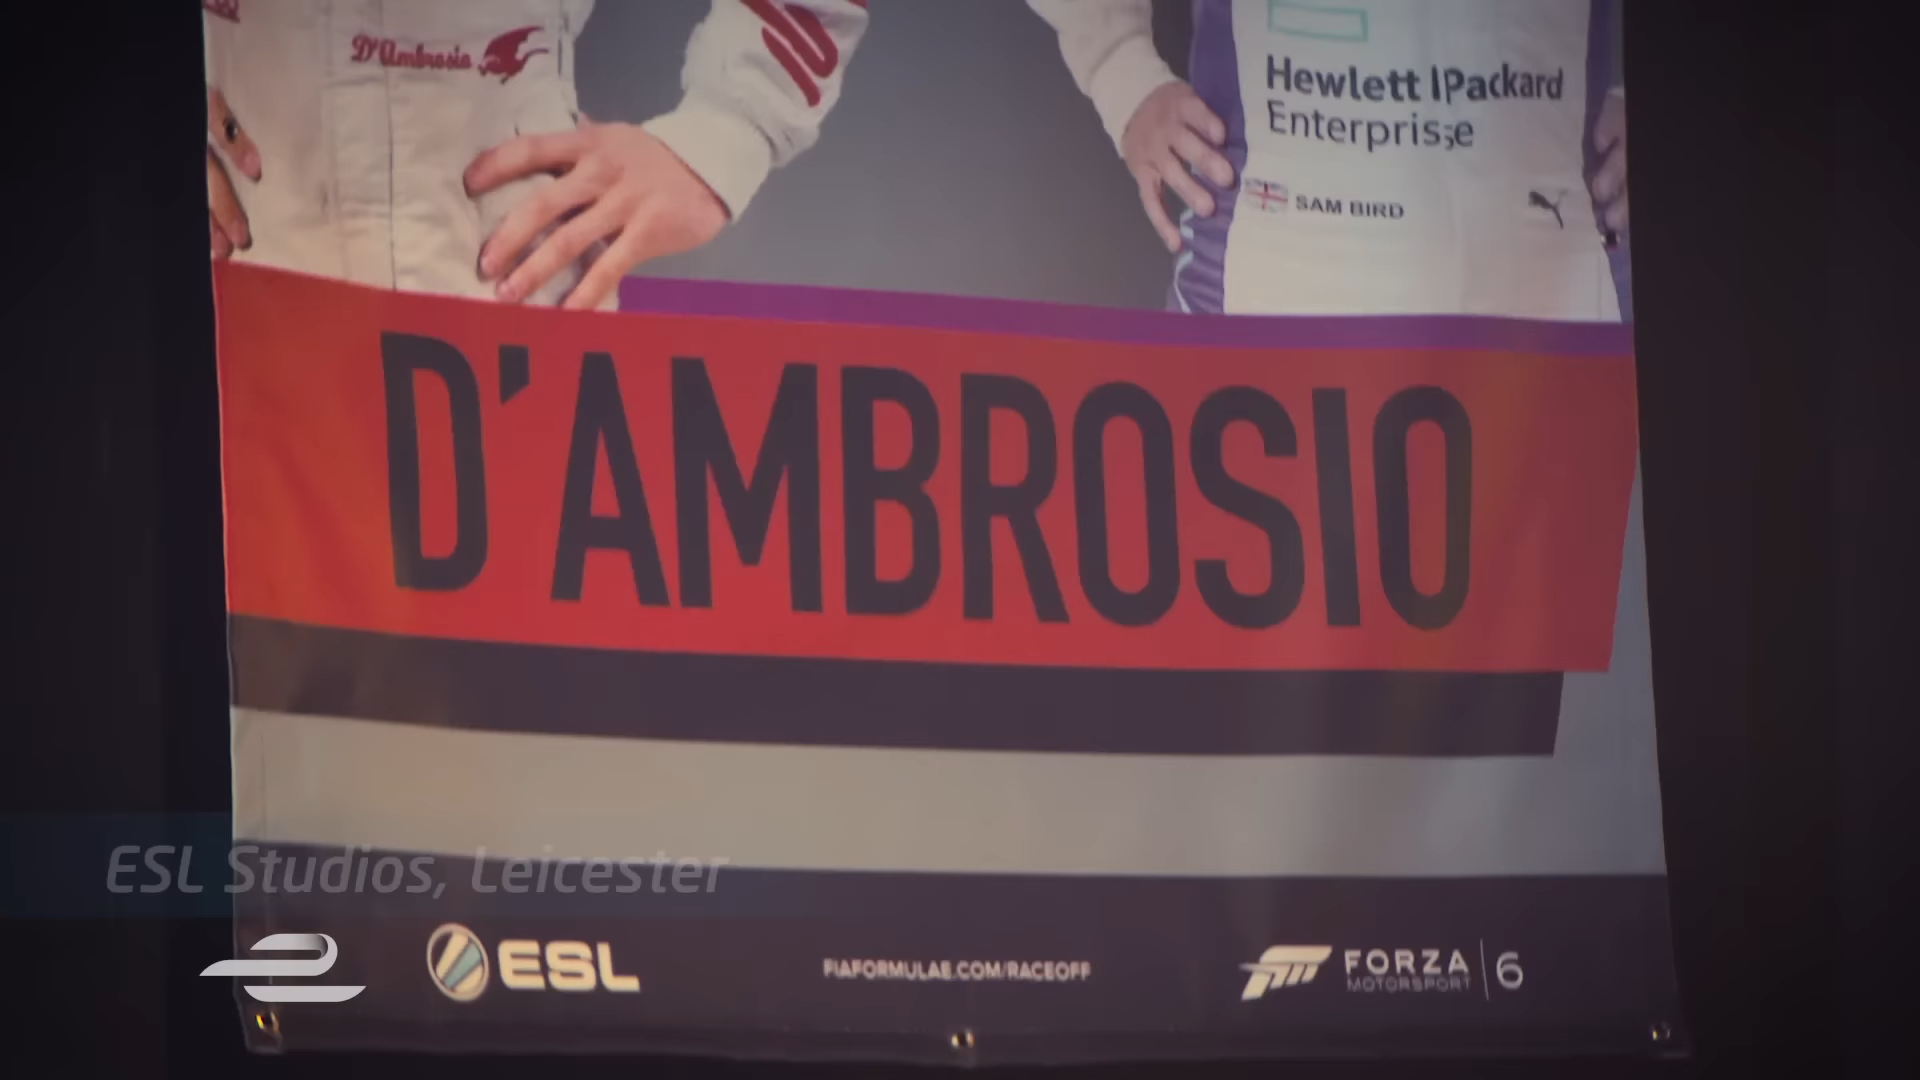 D'Ambrosio
Hewlett Packard
Enterprise
SAM BIRD
D'AMBROSIO
ESL Studios, Leicester
ESL
FIAFORMULAE.COM/RACEOFF
FORZA
MOTORSPORT
6